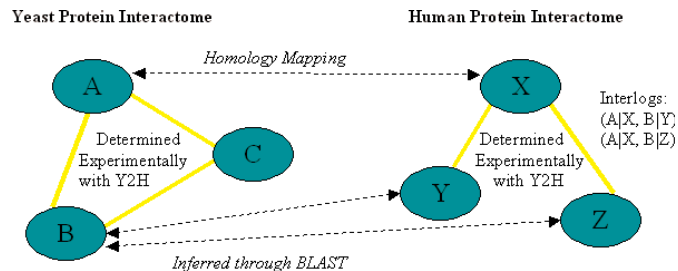 Yeast Protein Interactome
Human Protein Interactome
Homology Mapping
A
X
Interlogs:
(A|X, B|Y)
(A|X, B|Z)
Determined
Experimentally
with Y2H
C
Determined
Experimentally
with Y2H
Y
B
Z
Inferred through BLAST